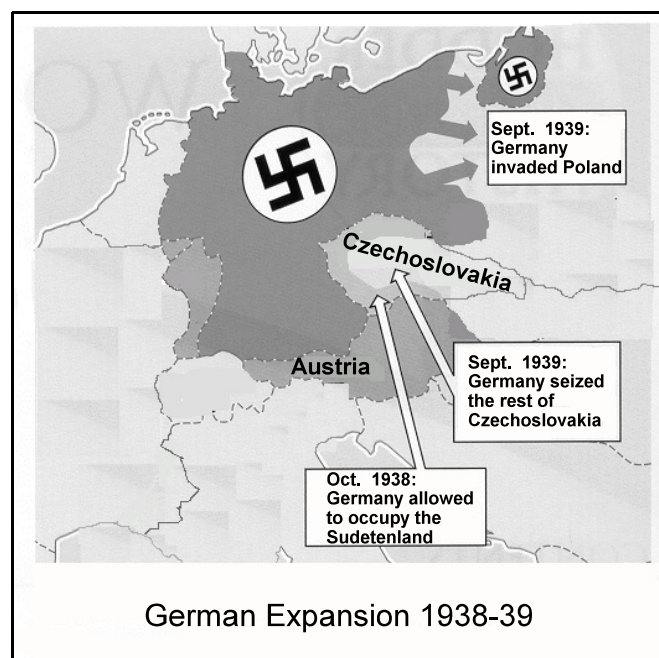 Sept. 1939:
Germany
invaded Poland
Czechoslovakia
Austria
Sept. 1939:
Germany seized
the rest of
Czechoslovakia
Oct. 1938:
Germany allowed
to occupy the
Sudetenland
German Expansion 1938-39